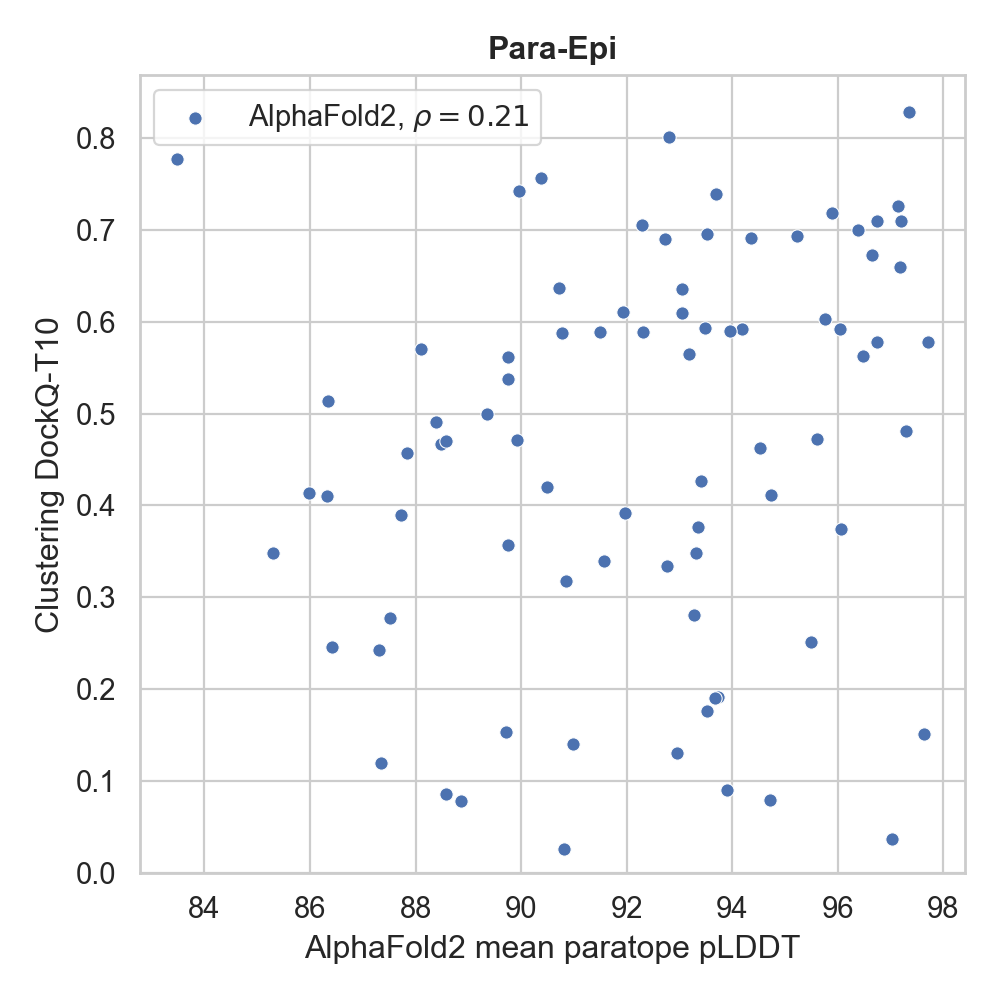 Para-Epi
AlphaFold2, ρ = 0.21
Clustering DockQ-T10
0.8
0.7
0.6
0.5
0.4
0.3
0.2
0.1
0.0
84 86 88 90 92 94 96 98
AlphaFold2 mean paratope pLDDT